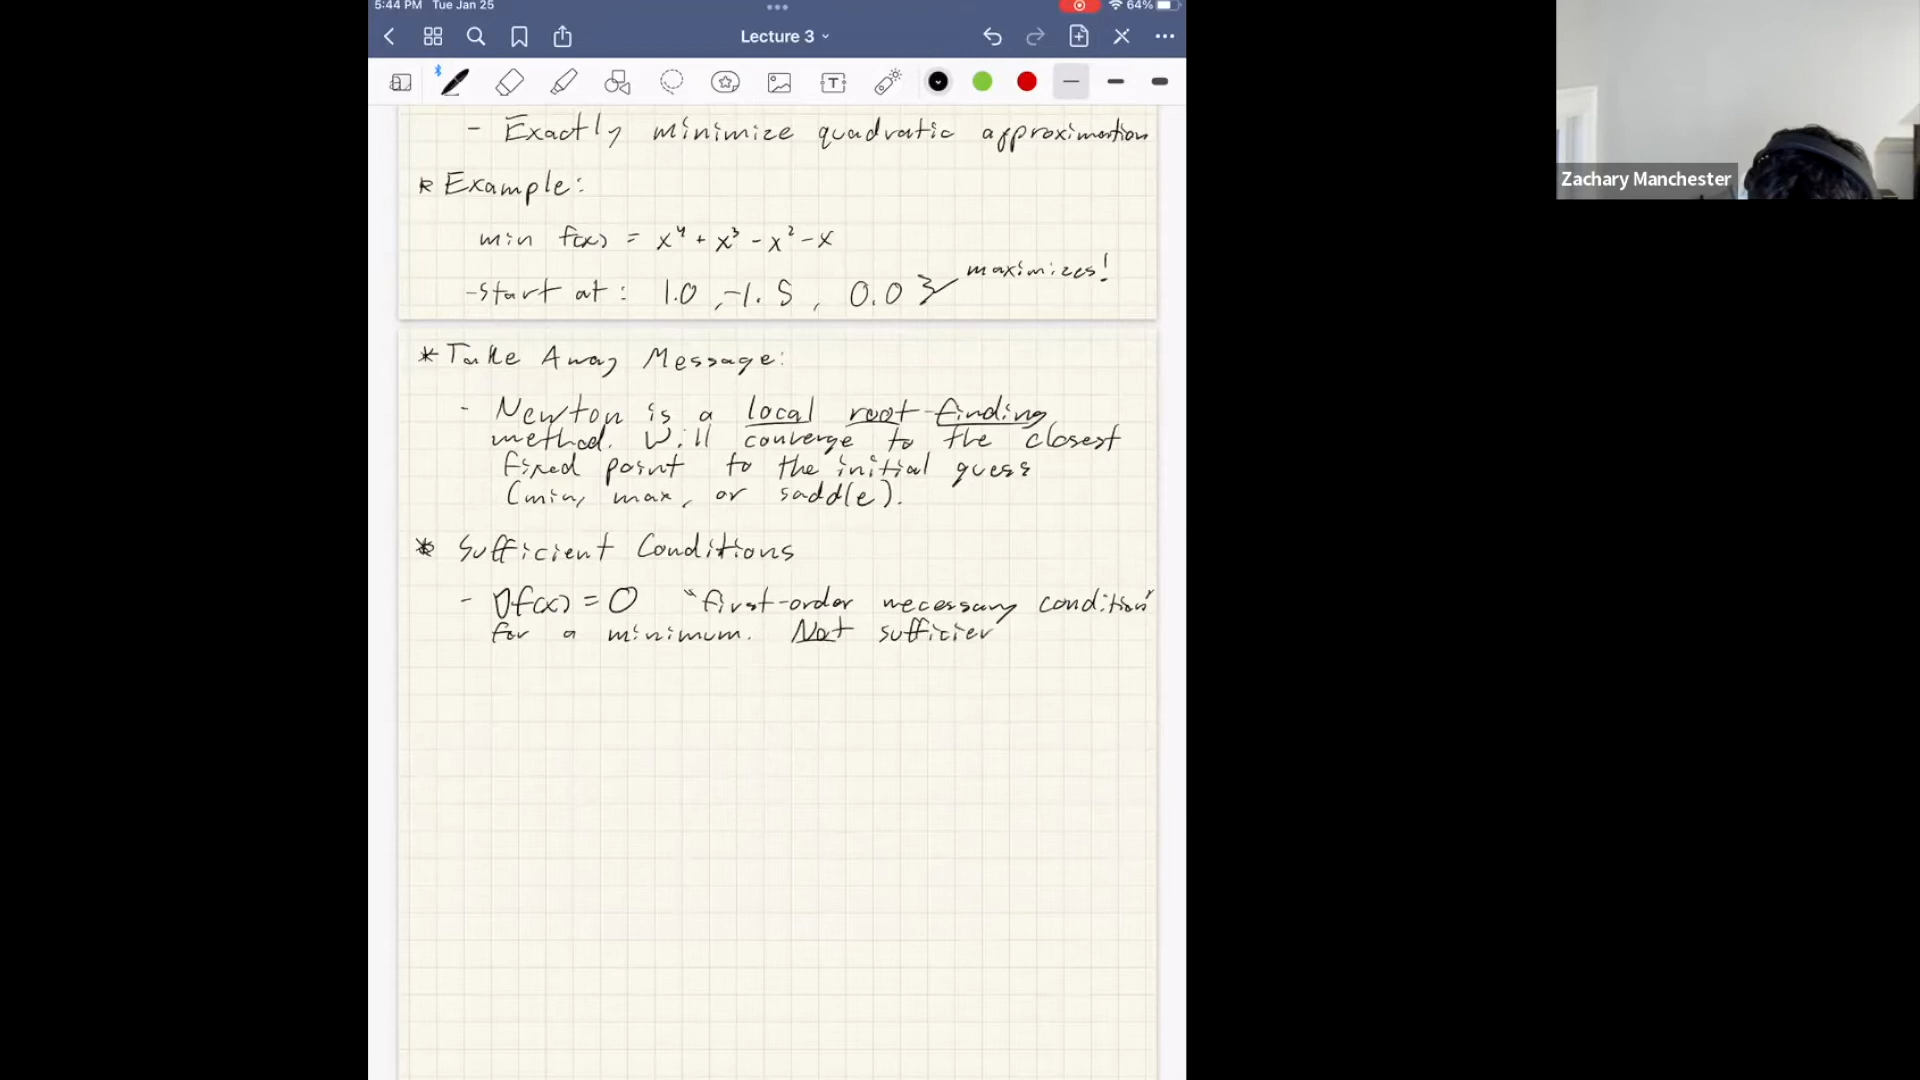 5:44 PM Tue Jan 25
64%
Lecture 3
- Exactly minimize quadratic approximation
* Example:
min f(x) = x⁴ + x³ - x² - x
- start at : 1.0 , -1.5 , 0.0 } maximizes!
* Take Away Message:
- Newton is a local root-finding
method. Will converge to the closest
fixed point to the initial guess
(min, max, or saddle).
* Sufficient Conditions
- ∇f(x) = 0 "first-order necessary condition"
for a minimum. Not sufficien
Zachary Manchester